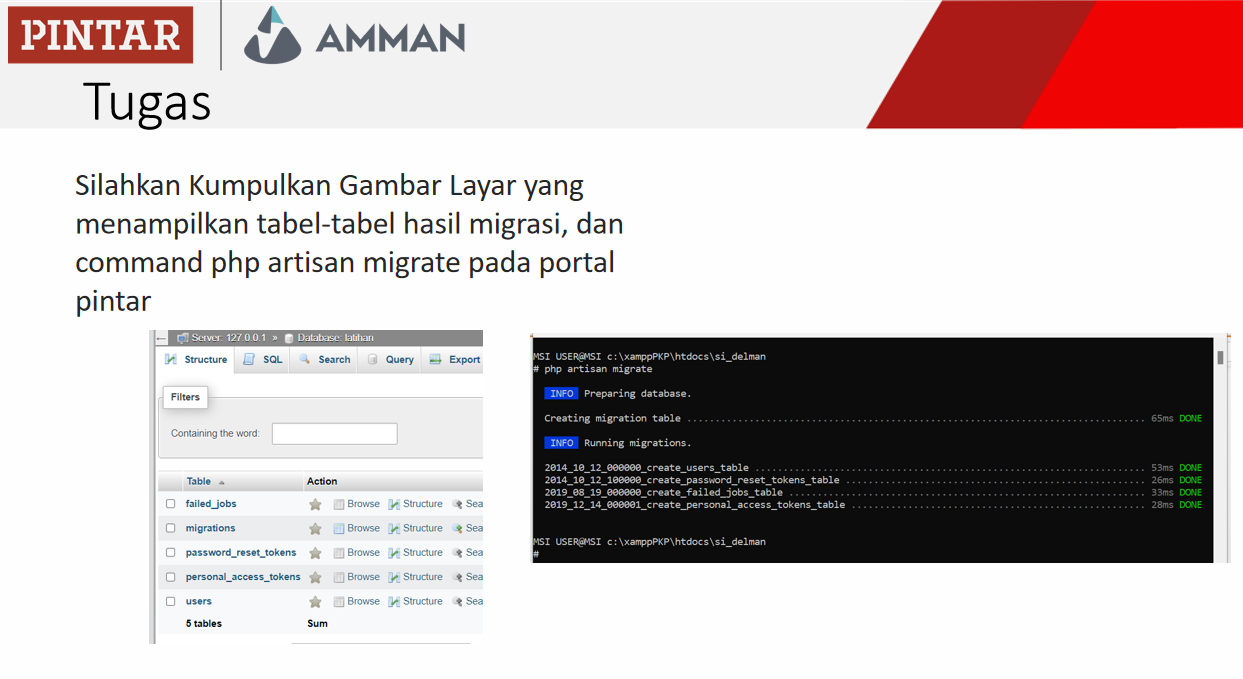 PINTAR
AMMAN
Tugas
Silahkan Kumpulkan Gambar Layar yang
menampilkan tabel-tabel hasil migrasi, dan
command php artisan migrate pada portal
pintar
Server: 127.0.0.1 » Database: latihan
Structure SQL Search Query Export
Filters
Containing the word:
Table Action
failed_jobs Browse Structure Sea
migrations Browse Structure Sea
password_reset_tokens Browse Structure Sea
personal_access_tokens Browse Structure Sea
users Browse Structure Sea
5 tables Sum
MSI USER@MSI c:\xamppPKP\htdocs\si_delman
# php artisan migrate
INFO Preparing database.
Creating migration table ........................................ 65ms DONE
INFO Running migrations.
2014_10_12_000000_create_users_table ........................................ 53ms DONE
2014_10_12_100000_create_password_reset_tokens_table ........................................ 26ms DONE
2019_08_19_000000_create_failed_jobs_table ........................................ 33ms DONE
2019_12_14_000001_create_personal_access_tokens_table ........................................ 28ms DONE
MSI USER@MSI c:\xamppPKP\htdocs\si_delman
#